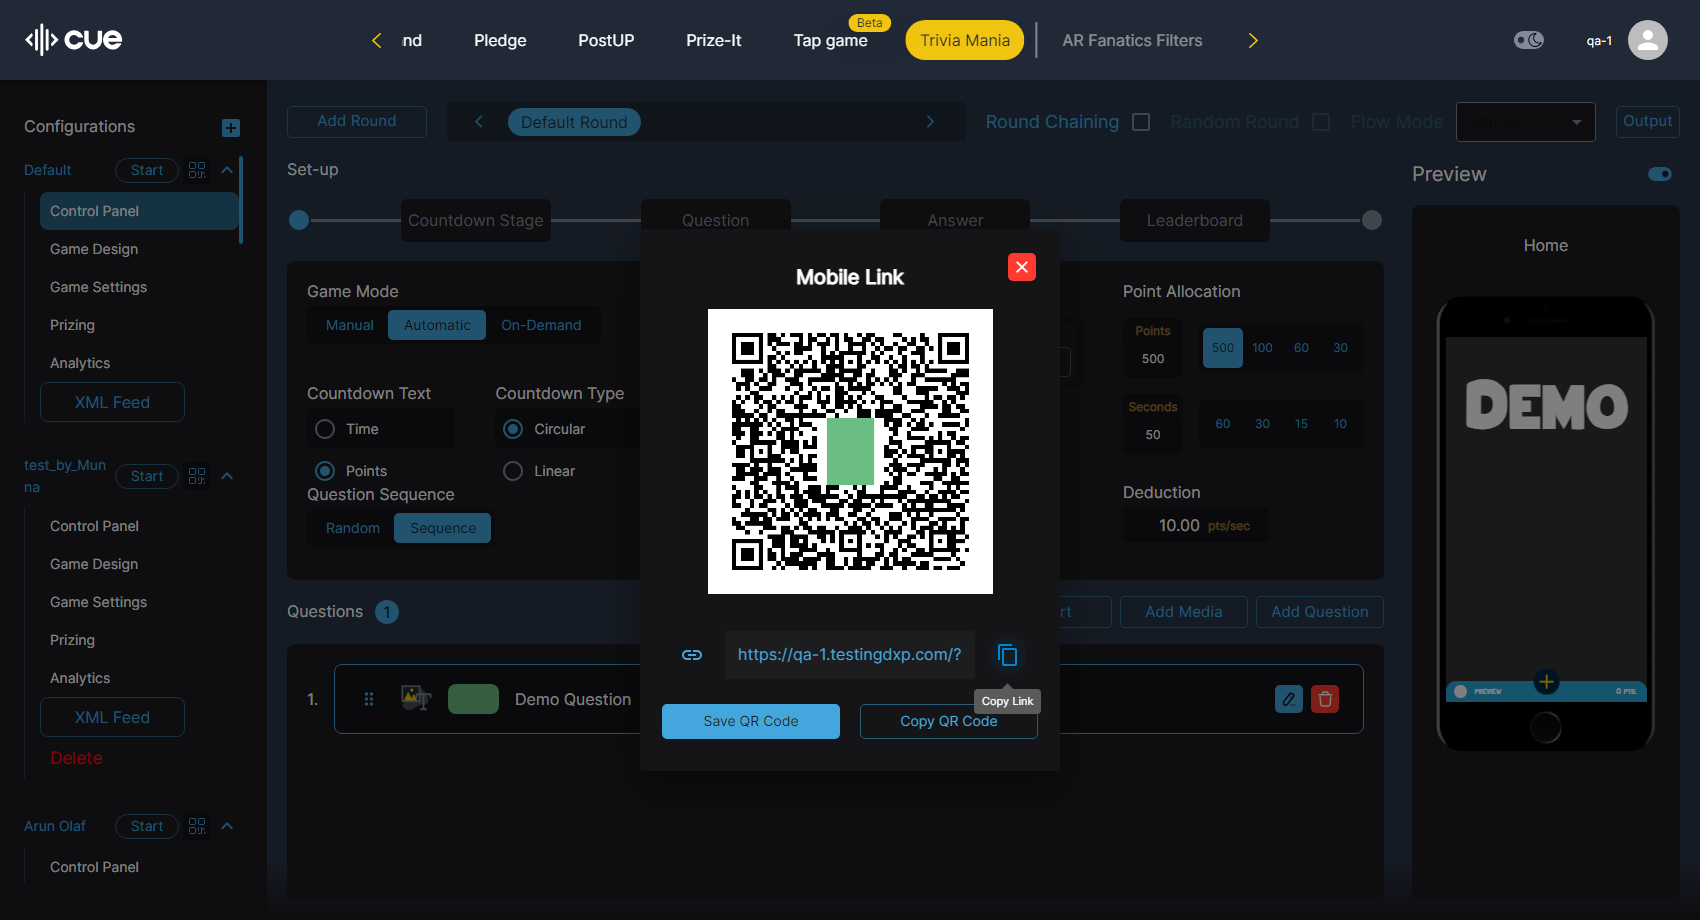 cue
nd
Pledge
PostUP
Prize-It
Tap game
Beta
Trivia Mania
AR Fanatics Filters
qa-1
Configurations
Default
Start
Control Panel
Game Design
Game Settings
Prizing
Analytics
XML Feed
test_by_Mun
na
Start
Control Panel
Game Design
Game Settings
Prizing
Analytics
XML Feed
Delete
Arun Olaf
Start
Control Panel
Add Round
Default Round
Round Chaining
Random Round
Flow Mode
Manual
Output
Set-up
Countdown Stage
Question
Answer
Leaderboard
Game Mode
Manual
Automatic
On-Demand
Countdown Text
Time
Points
Countdown Type
Circular
Linear
Question Sequence
Random
Sequence
Point Allocation
Points
500
500
100
60
30
Seconds
50
60
30
15
10
Deduction
10.00 pts/sec
Questions 1
rt
Add Media
Add Question
1.
Demo Question
Mobile Link
https://qa-1.testingdxp.com/?
Copy Link
Save QR Code
Copy QR Code
Preview
Home
DEMO
PREVIEW
0 PTS.